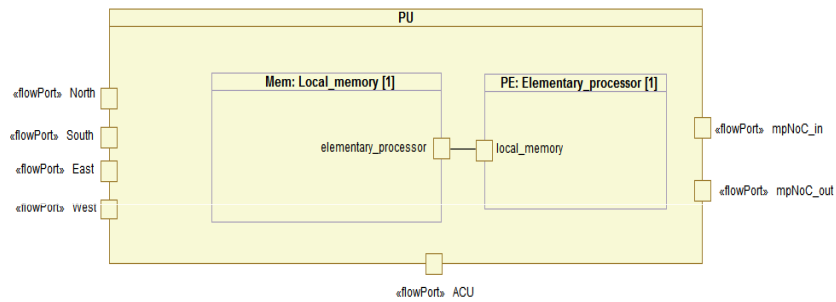 PU
Mem: Local_memory [1]
PE: Elementary_processor [1]
«flowPort» North
«flowPort» South
«flowPort» East
«flowPort» West
elementary_processor
local_memory
«flowPort» mpNoC_in
«flowPort» mpNoC_out
«flowPort» ACU